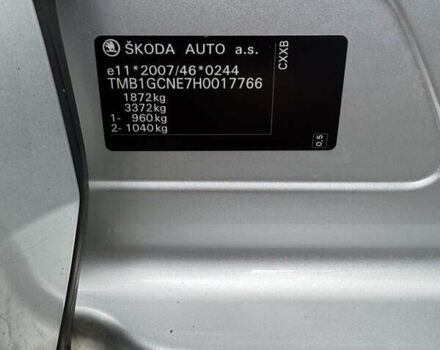 ŠKODA AUTO a.s.
e11*2007/46*0244
TMB1GCNE7H0017766
1872kg
3372kg
1- 960kg
2- 1040kg
CXXB
0,5